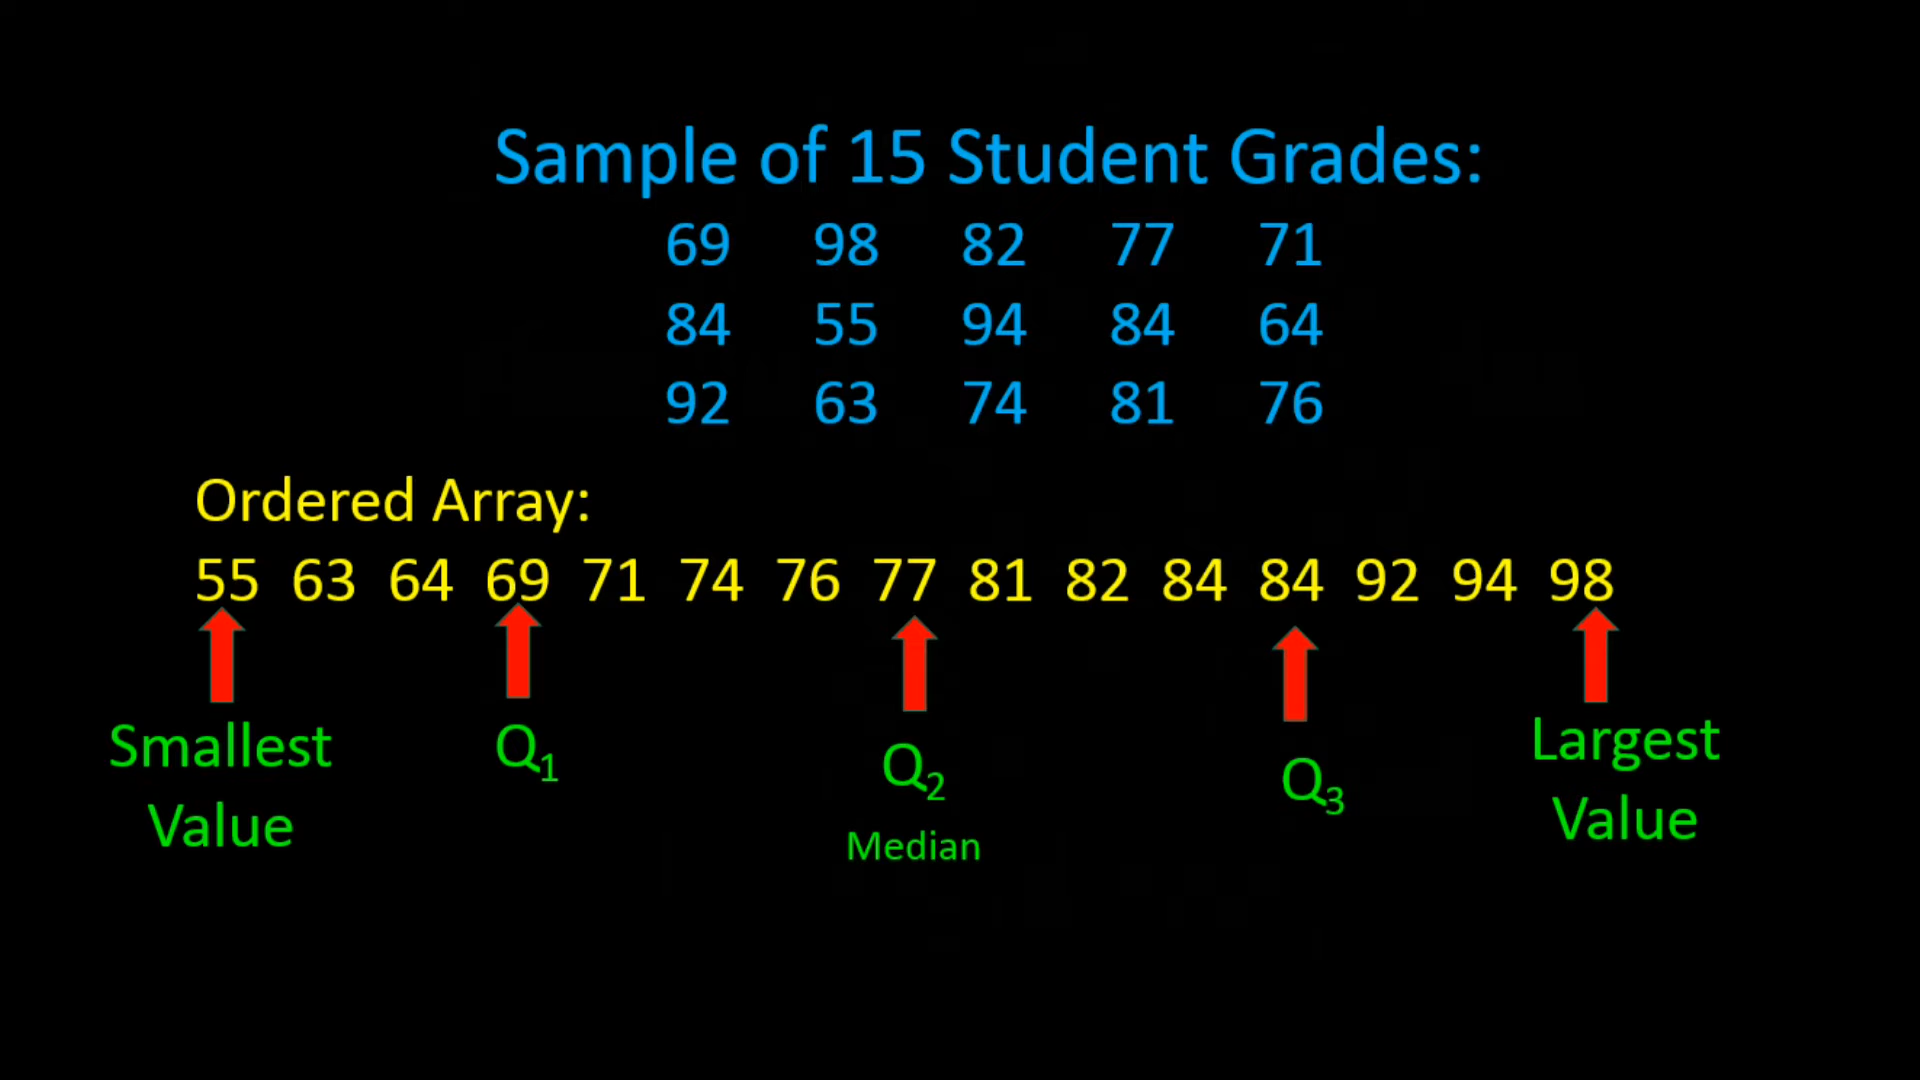 Sample of 15 Student Grades:
69 98 82 77 71
84 55 94 84 64
92 63 74 81 76
Ordered Array:
55 63 64 69 71 74 76 77 81 82 84 84 92 94 98
Smallest
Value
Q₁
Q₂
Median
Q₃
Largest
Value